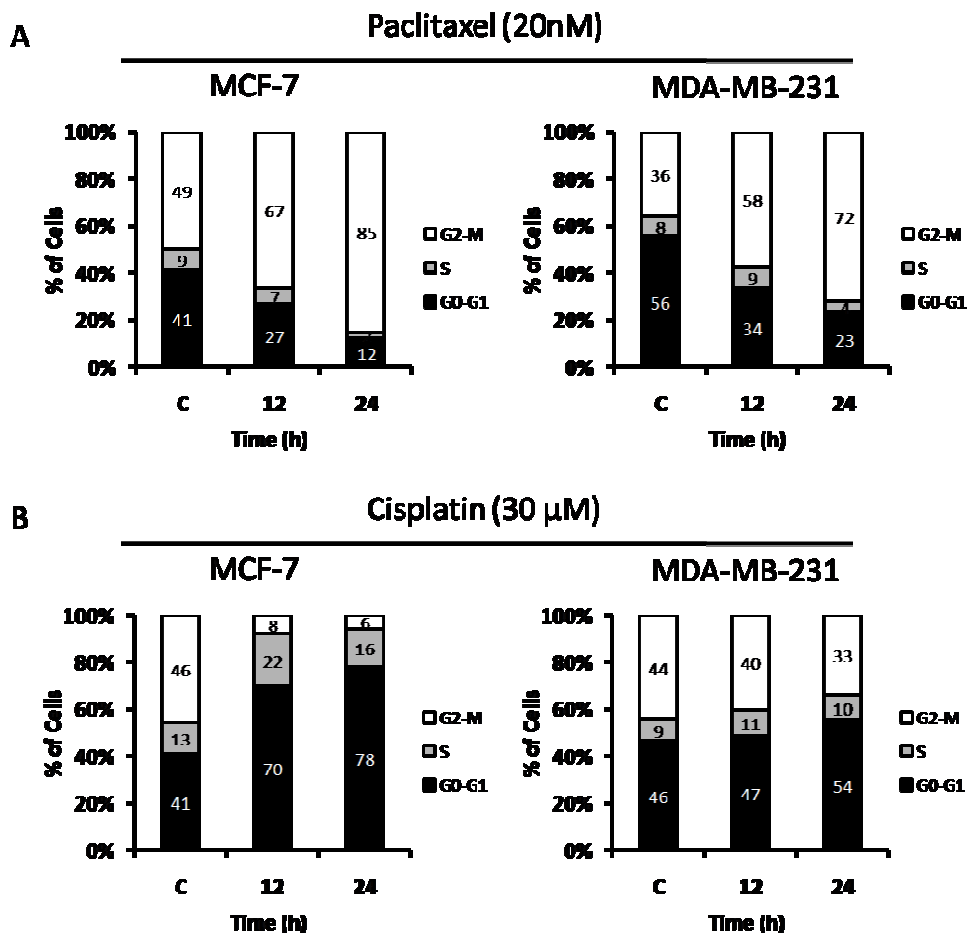 A
Paclitaxel (20nM)
MCF-7
MDA-MB-231
100%
80%
60%
40%
20%
0%
% of Cells
49
9
41
67
7
27
85
12
C
12
24
Time (h)
G2-M
S
G0-G1
100%
80%
60%
40%
20%
0%
% of Cells
36
8
56
58
9
34
72
4
23
C
12
24
Time (h)
G2-M
S
G0-G1
B
Cisplatin (30 µM)
MCF-7
MDA-MB-231
100%
80%
60%
40%
20%
0%
% of Cells
46
13
41
8
22
70
6
16
78
C
12
24
Time (h)
G2-M
S
G0-G1
100%
80%
60%
40%
20%
0%
% of Cells
44
9
46
40
11
47
33
10
54
C
12
24
Time (h)
G2-M
S
G0-G1